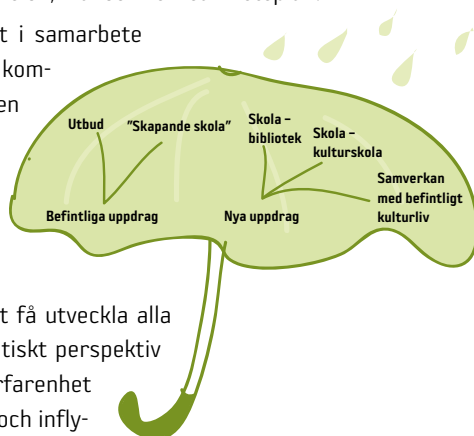 t i samarbete
kom-
en
Utbud
"Skapande skola"
Skola –
bibliotek
Skola –
kulturskola
Samverkan
med befintligt
kulturliv
Befintliga uppdrag
Nya uppdrag
t få utveckla alla
tiskt perspektiv
rfarenhet
och infly-